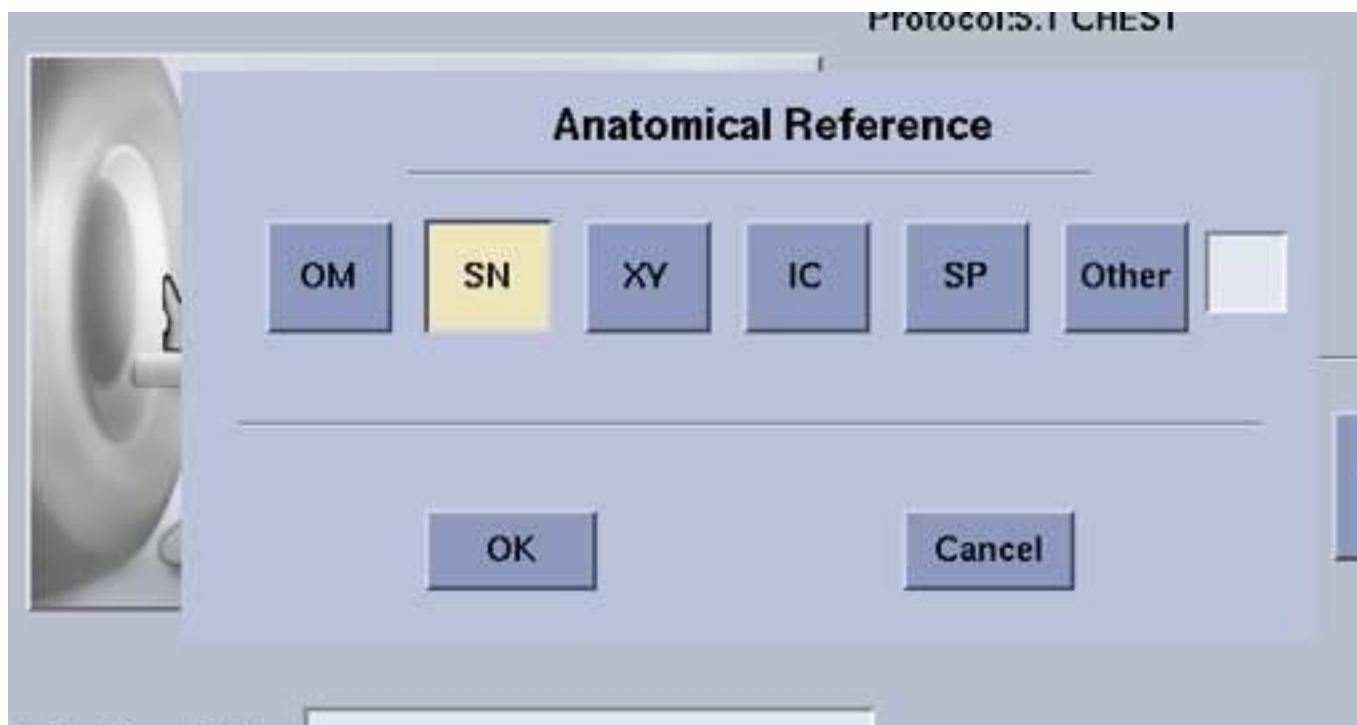 Protocol:5.1 CHEST
Anatomical Reference
OM SN XY IC SP Other
OK Cancel